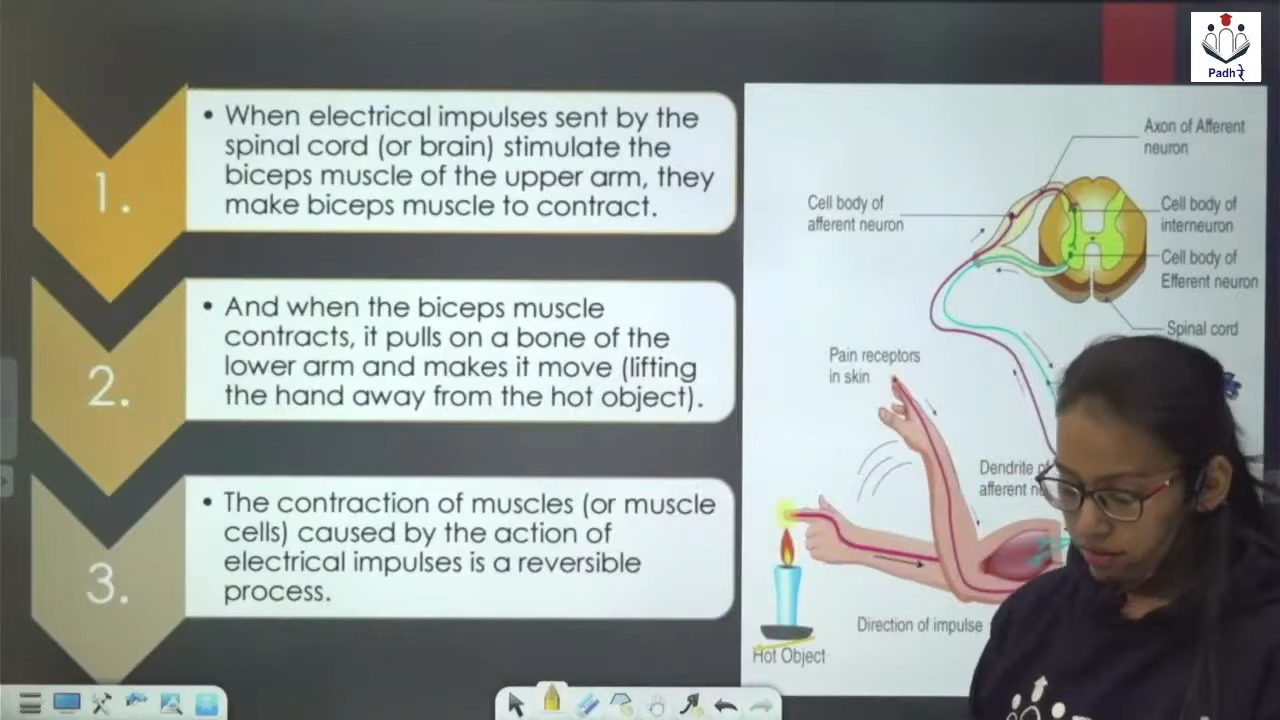 Padhरे
1.
• When electrical impulses sent by the
spinal cord (or brain) stimulate the
biceps muscle of the upper arm, they
make biceps muscle to contract.
2.
• And when the biceps muscle
contracts, it pulls on a bone of the
lower arm and makes it move (lifting
the hand away from the hot object).
3.
• The contraction of muscles (or muscle
cells) caused by the action of
electrical impulses is a reversible
process.
Axon of Afferent
neuron
Cell body of
afferent neuron
Cell body of
interneuron
Cell body of
Efferent neuron
Spinal cord
Pain receptors
in skin
Dendrite
afferent
Direction of impulse
Hot Object